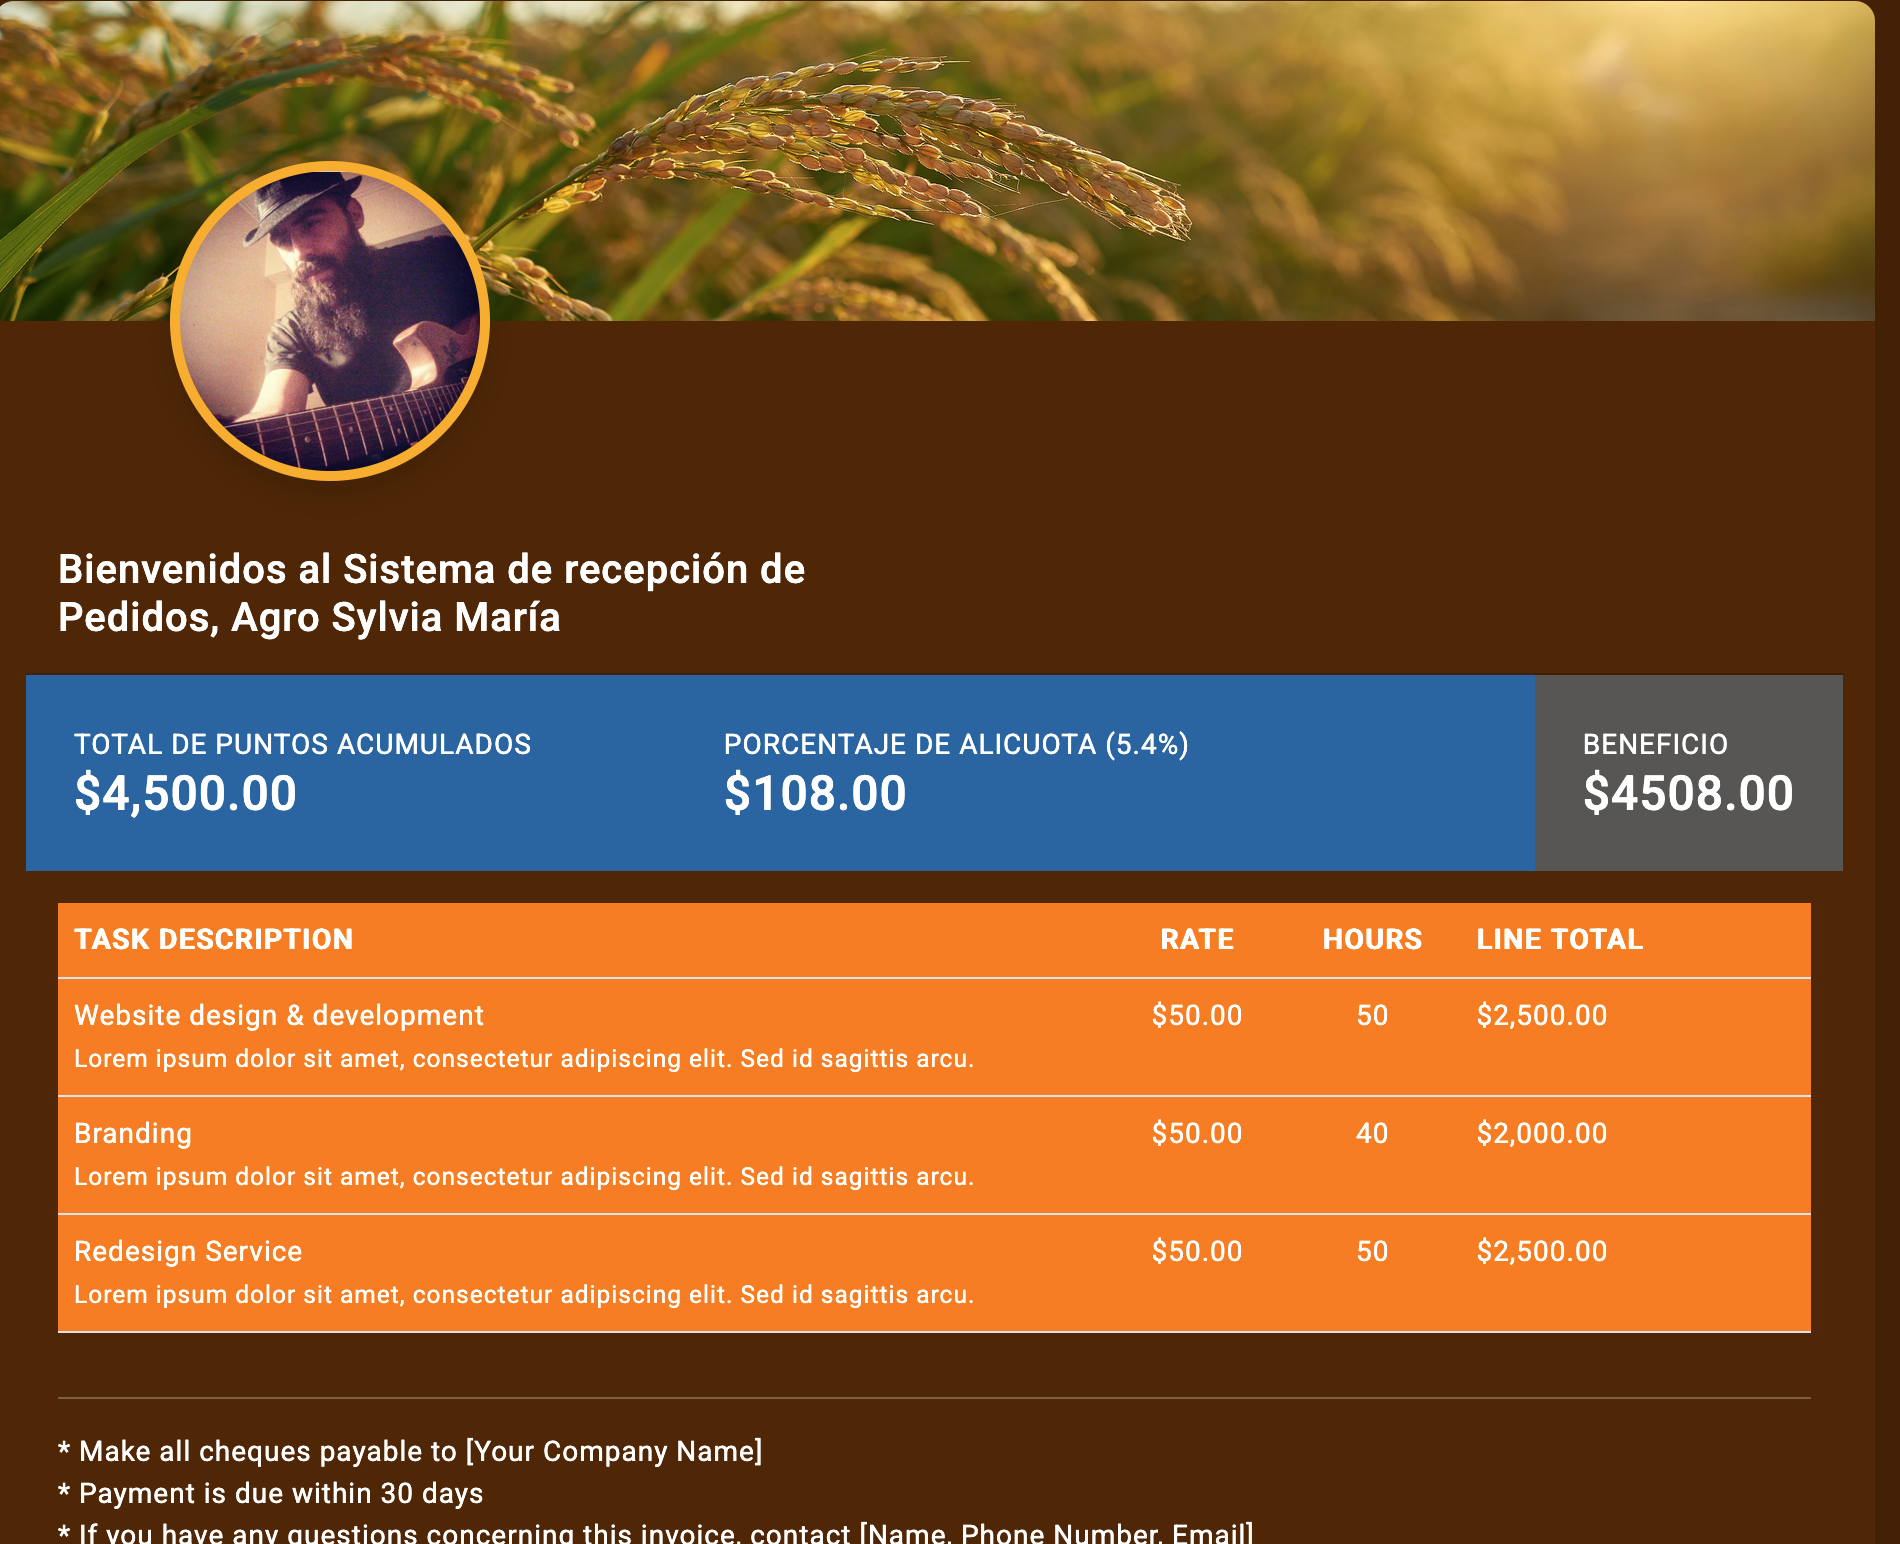 Bienvenidos al Sistema de recepción de
Pedidos, Agro Sylvia María
TOTAL DE PUNTOS ACUMULADOS
$4,500.00
PORCENTAJE DE ALICUOTA (5.4%)
$108.00
BENEFICIO
$4508.00
TASK DESCRIPTION RATE HOURS LINE TOTAL
Website design & development $50.00 50 $2,500.00
Lorem ipsum dolor sit amet, consectetur adipiscing elit. Sed id sagittis arcu.
Branding $50.00 40 $2,000.00
Lorem ipsum dolor sit amet, consectetur adipiscing elit. Sed id sagittis arcu.
Redesign Service $50.00 50 $2,500.00
Lorem ipsum dolor sit amet, consectetur adipiscing elit. Sed id sagittis arcu.
* Make all cheques payable to [Your Company Name]
* Payment is due within 30 days
* If you have any questions concerning this invoice, contact [Name, Phone Number, Email]